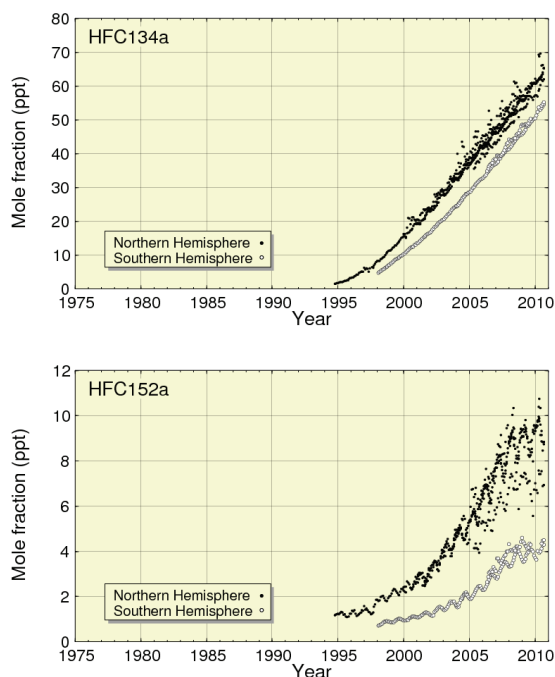 HFC134a
Mole fraction (ppt)
80
70
60
50
40
30
20
10
0
Northern Hemisphere
Southern Hemisphere
1975 1980 1985 1990 1995 2000 2005 2010
Year
HFC152a
Mole fraction (ppt)
12
10
8
6
4
2
0
Northern Hemisphere
Southern Hemisphere
1975 1980 1985 1990 1995 2000 2005 2010
Year